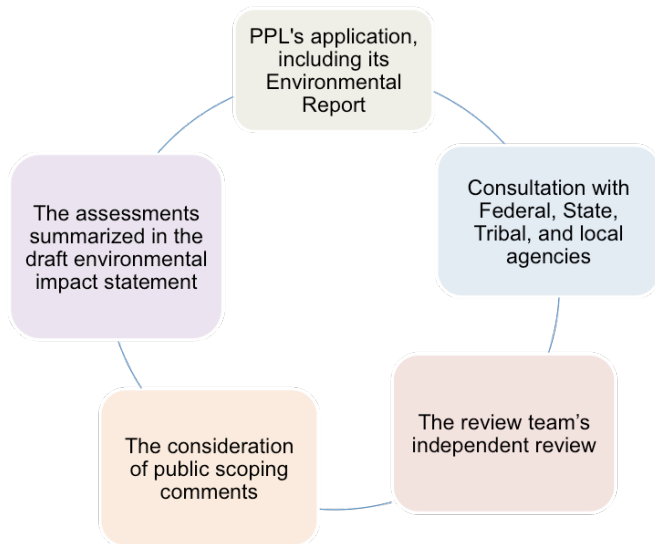 PPL's application,
including its
Environmental
Report
Consultation with
Federal, State,
Tribal, and local
agencies
The review team’s
independent review
The consideration
of public scoping
comments
The assessments
summarized in the
draft environmental
impact statement